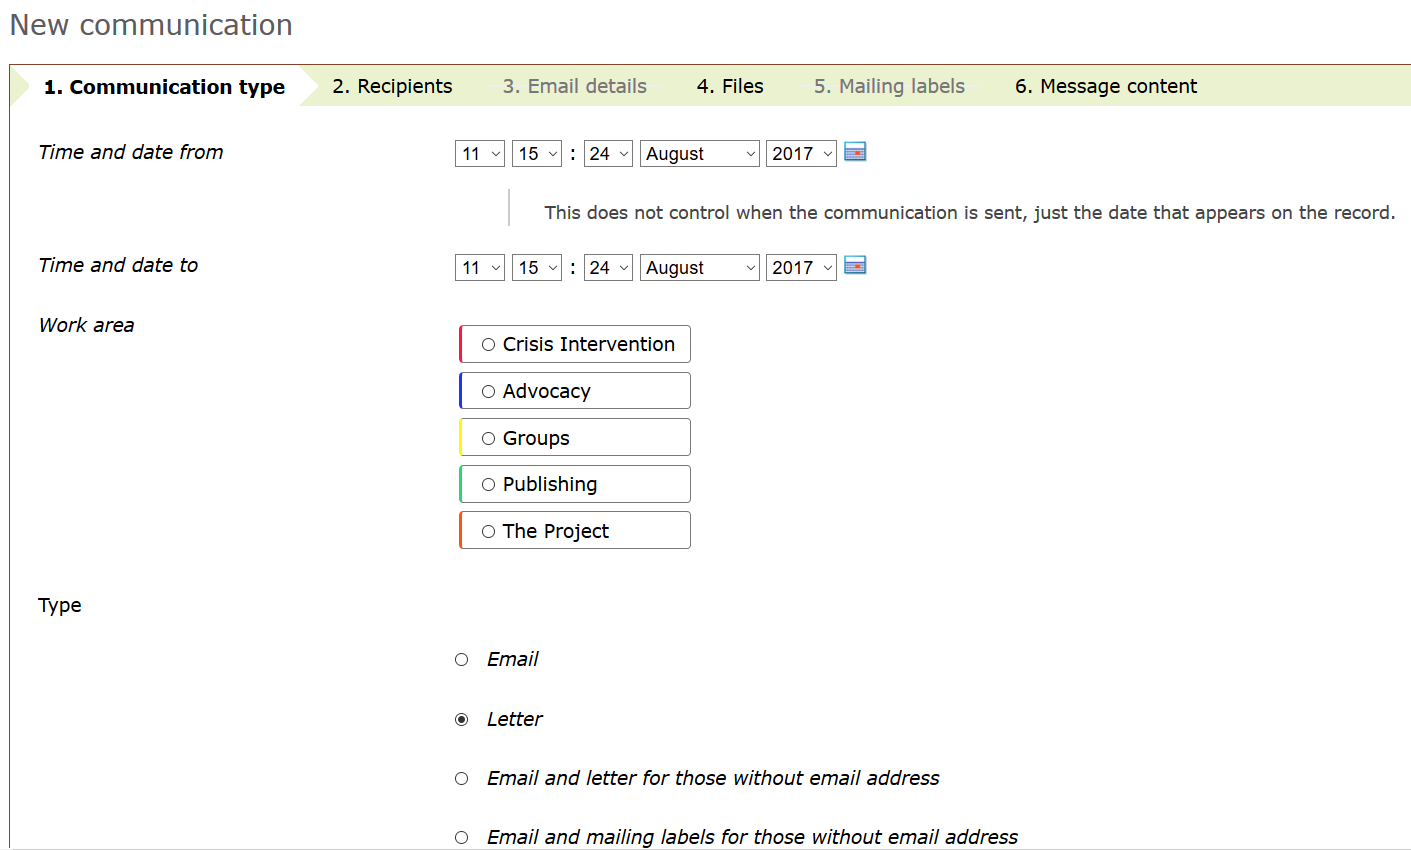 New communication
1. Communication type 2. Recipients 3. Email details 4. Files 5. Mailing labels 6. Message content
Time and date from 11 15 : 24 August 2017
This does not control when the communication is sent, just the date that appears on the record.
Time and date to 11 15 : 24 August 2017
Work area
Crisis Intervention
Advocacy
Groups
Publishing
The Project
Type
Email
Letter
Email and letter for those without email address
Email and mailing labels for those without email address